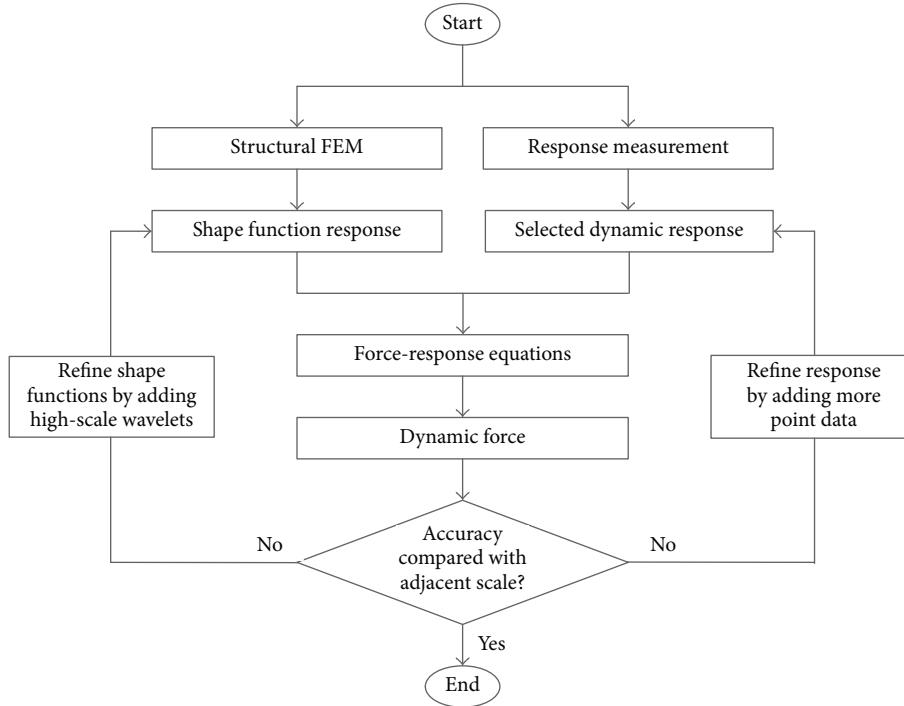 Start
Structural FEM
Response measurement
Shape function response
Selected dynamic response
Force-response equations
Refine shape
functions by adding
high-scale wavelets
Refine response
by adding more
point data
Dynamic force
No
Accuracy
compared with
adjacent scale?
No
Yes
End